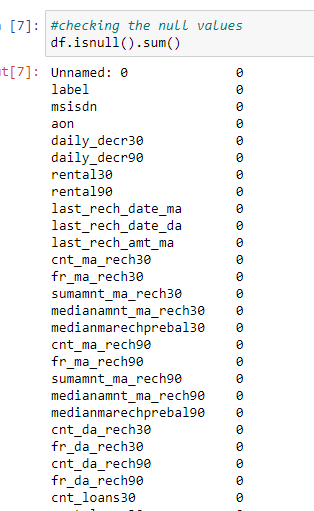 [7]: #checking the null values
df.isnull().sum()
[7]: Unnamed: 0 0
label 0
msisdn 0
aon 0
daily_decr30 0
daily_decr90 0
rental30 0
rental90 0
last_rech_date_ma 0
last_rech_date_da 0
last_rech_amt_ma 0
cnt_ma_rech30 0
fr_ma_rech30 0
sumamnt_ma_rech30 0
medianamnt_ma_rech30 0
medianmarechprebal30 0
cnt_ma_rech90 0
fr_ma_rech90 0
sumamnt_ma_rech90 0
medianamnt_ma_rech90 0
medianmarechprebal90 0
cnt_da_rech30 0
fr_da_rech30 0
cnt_da_rech90 0
fr_da_rech90 0
cnt_loans30 0